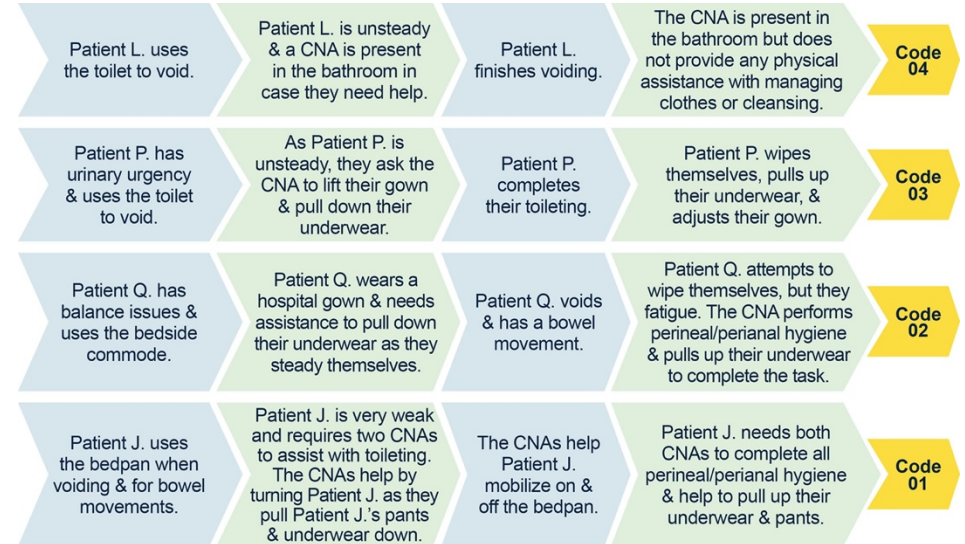 Patient L. uses
the toilet to void.
Patient L. is unsteady
& a CNA is present
in the bathroom in
case they need help.
Patient L.
finishes voiding.
The CNA is present in
the bathroom but does
not provide any physical
assistance with managing
clothes or cleansing.
Code
04
Patient P. has
urinary urgency
& uses the toilet
to void.
As Patient P. is
unsteady, they ask the
CNA to lift their gown
& pull down their
underwear.
Patient P.
completes
their toileting.
Patient P. wipes
themselves, pulls up
their underwear, &
adjusts their gown.
Code
03
Patient Q. has
balance issues &
uses the bedside
commode.
Patient Q. wears a
hospital gown & needs
assistance to pull down
their underwear as they
steady themselves.
Patient Q. voids
& has a bowel
movement.
Patient Q. attempts to
wipe themselves, but they
fatigue. The CNA performs
perineal/perianal hygiene
& pulls up their underwear
to complete the task.
Code
02
Patient J. uses
the bedpan when
voiding & for bowel
movements.
Patient J. is very weak
and requires two CNAs
to assist with toileting.
The CNAs help by
turning Patient J. as they
pull Patient J.'s pants
& underwear down.
The CNAs help
Patient J.
mobilize on &
off the bedpan.
Patient J. needs both
CNAs to complete all
perineal/perianal hygiene
& help to pull up their
underwear & pants.
Code
01